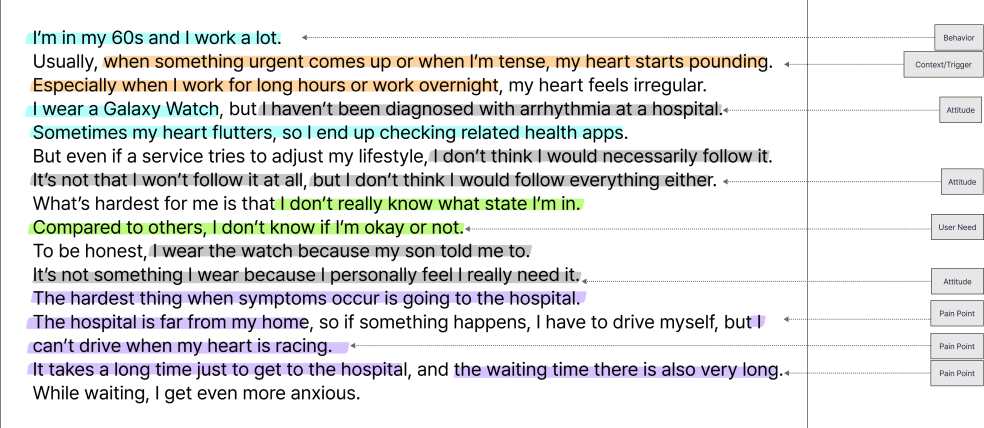 I'm in my 60s and I work a lot.
Behavior
Usually, when something urgent comes up or when I'm tense, my heart starts pounding.
Context/Trigger
Especially when I work for long hours or work overnight, my heart feels irregular.
I wear a Galaxy Watch, but I haven't been diagnosed with arrhythmia at a hospital.
Attitude
Sometimes my heart flutters, so I end up checking related health apps.
But even if a service tries to adjust my lifestyle, I don't think I would necessarily follow it.
It's not that I won't follow it at all, but I don't think I would follow everything either.
Attitude
What's hardest for me is that I don't really know what state I'm in.
Compared to others, I don't know if I'm okay or not.
User Need
To be honest, I wear the watch because my son told me to.
It's not something I wear because I personally feel I really need it.
Attitude
The hardest thing when symptoms occur is going to the hospital.
The hospital is far from my home, so if something happens, I have to drive myself, but I
Pain Point
can't drive when my heart is racing.
Pain Point
It takes a long time just to get to the hospital, and the waiting time there is also very long.
Pain Point
While waiting, I get even more anxious.